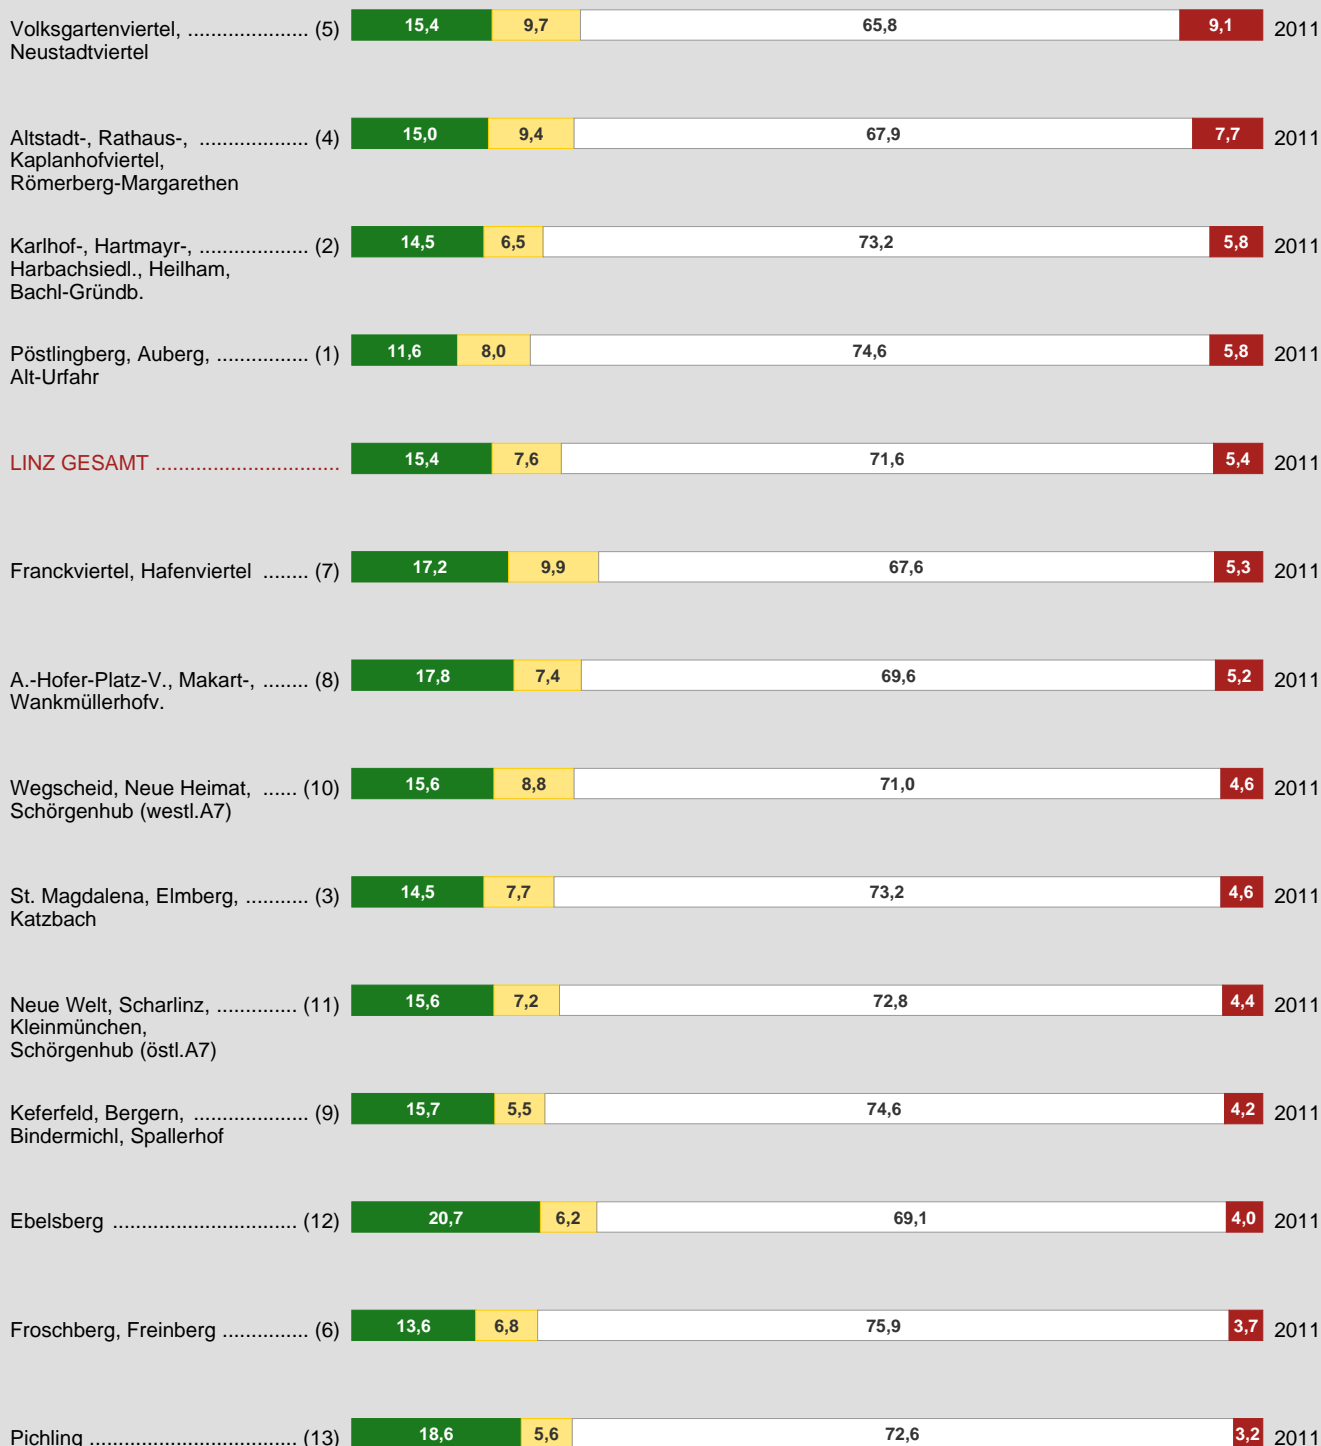 Volksgartenviertel, ..................... (5) 15,4 9,7 65,8 9,1 2011
Neustadtviertel
Altstadt-, Rathaus-, ................... (4) 15,0 9,4 67,9 7,7 2011
Kaplanhofviertel,
Römerberg-Margarethen
Karlhof-, Hartmayr-, ................... (2) 14,5 6,5 73,2 5,8 2011
Harbachsiedl., Heilham,
Bachl-Gründb.
Pöstlingberg, Auberg, ................ (1) 11,6 8,0 74,6 5,8 2011
Alt-Urfahr
LINZ GESAMT ................................ 15,4 7,6 71,6 5,4 2011
Franckviertel, Hafenviertel ........ (7) 17,2 9,9 67,6 5,3 2011
A.-Hofer-Platz-V., Makart-, ........ (8) 17,8 7,4 69,6 5,2 2011
Wankmüllerhofv.
Wegscheid, Neue Heimat, ...... (10) 15,6 8,8 71,0 4,6 2011
Schörgenhub (westl.A7)
St. Magdalena, Elmberg, ........... (3) 14,5 7,7 73,2 4,6 2011
Katzbach
Neue Welt, Scharlinz, .............. (11) 15,6 7,2 72,8 4,4 2011
Kleinmünchen,
Schörgenhub (östl.A7)
Keferfeld, Bergern, .................... (9) 15,7 5,5 74,6 4,2 2011
Bindermichl, Spallerhof
Ebelsberg ................................ (12) 20,7 6,2 69,1 4,0 2011
Froschberg, Freinberg ............... (6) 13,6 6,8 75,9 3,7 2011
Pichling .................................... (13) 18,6 5,6 72,6 3,2 2011